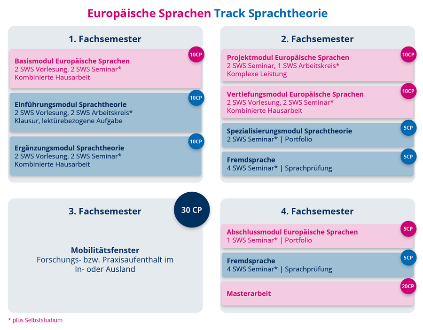 Europäische Sprachen Track Sprachtheorie
1. Fachsemester
10CP
Basismodul Europäische Sprachen
2 SWS Vorlesung, 2 SWS Seminar*
Kombinierte Hausarbeit
10CP
Einführungsmodul Sprachtheorie
2 SWS Vorlesung, 2 SWS Arbeitskreis*
Klausur, lektürebezogene Aufgabe
10CP
Ergänzungsmodul Sprachtheorie
2 SWS Vorlesung, 2 SWS Seminar*
Kombinierte Hausarbeit
2. Fachsemester
10CP
Projektmodul Europäische Sprachen
2 SWS Seminar, 1 SWS Arbeitskreis*
Komplexe Leistung
10CP
Vertiefungsmodul Europäische Sprachen
2 SWS Vorlesung, 2 SWS Seminar*
Kombinierte Hausarbeit
5CP
Spezialisierungsmodul Sprachtheorie
2 SWS Seminar* | Portfolio
5CP
Fremdsprache
4 SWS Seminar* | Sprachprüfung
3. Fachsemester
30 CP
Mobilitätsfenster
Forschungs- bzw. Praxisaufenthalt im
In- oder Ausland
4. Fachsemester
5CP
Abschlussmodul Europäische Sprachen
1 SWS Seminar* | Portfolio
5CP
Fremdsprache
4 SWS Seminar* | Sprachprüfung
20CP
Masterarbeit
* plus Selbststudium